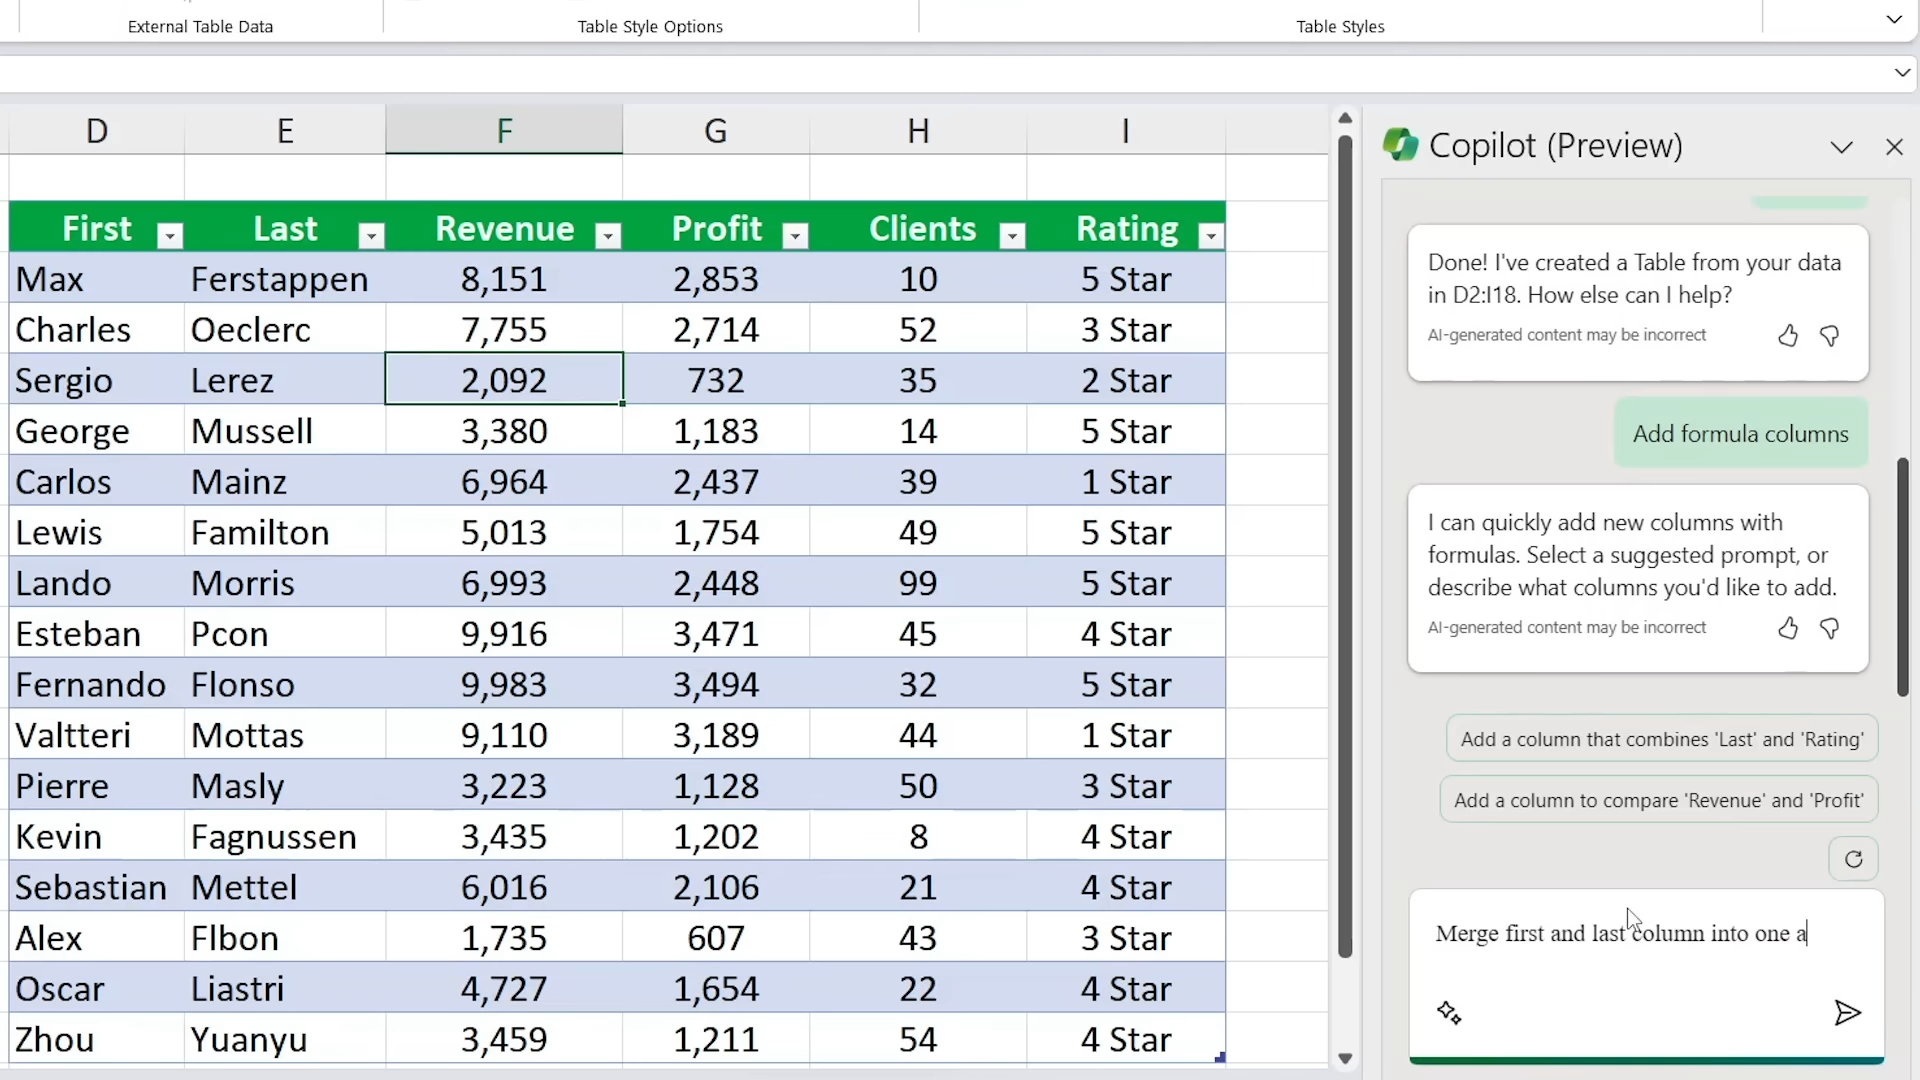 External Table Data Table Style Options Table Styles
D E F G H I
First Last Revenue Profit Clients Rating
Max Ferstappen 8,151 2,853 10 5 Star
Charles Oeclerc 7,755 2,714 52 3 Star
Sergio Lerez 2,092 732 35 2 Star
George Mussell 3,380 1,183 14 5 Star
Carlos Mainz 6,964 2,437 39 1 Star
Lewis Familton 5,013 1,754 49 5 Star
Lando Morris 6,993 2,448 99 5 Star
Esteban Pcon 9,916 3,471 45 4 Star
Fernando Flonso 9,983 3,494 32 5 Star
Valtteri Mottas 9,110 3,189 44 1 Star
Pierre Masly 3,223 1,128 50 3 Star
Kevin Fagnussen 3,435 1,202 8 4 Star
Sebastian Mettel 6,016 2,106 21 4 Star
Alex Flbon 1,735 607 43 3 Star
Oscar Liastri 4,727 1,654 22 4 Star
Zhou Yuanyu 3,459 1,211 54 4 Star
Copilot (Preview)
Done! I've created a Table from your data
in D2:I18. How else can I help?
AI-generated content may be incorrect
Add formula columns
I can quickly add new columns with
formulas. Select a suggested prompt, or
describe what columns you'd like to add.
AI-generated content may be incorrect
Add a column that combines 'Last' and 'Rating'
Add a column to compare 'Revenue' and 'Profit'
Merge first and last column into one a